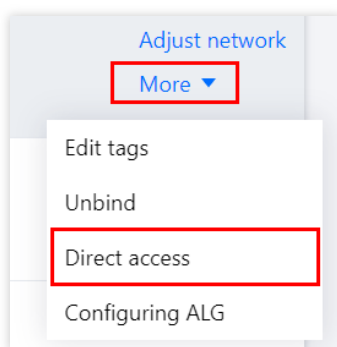 Adjust network
More
Edit tags
Unbind
Direct access
Configuring ALG